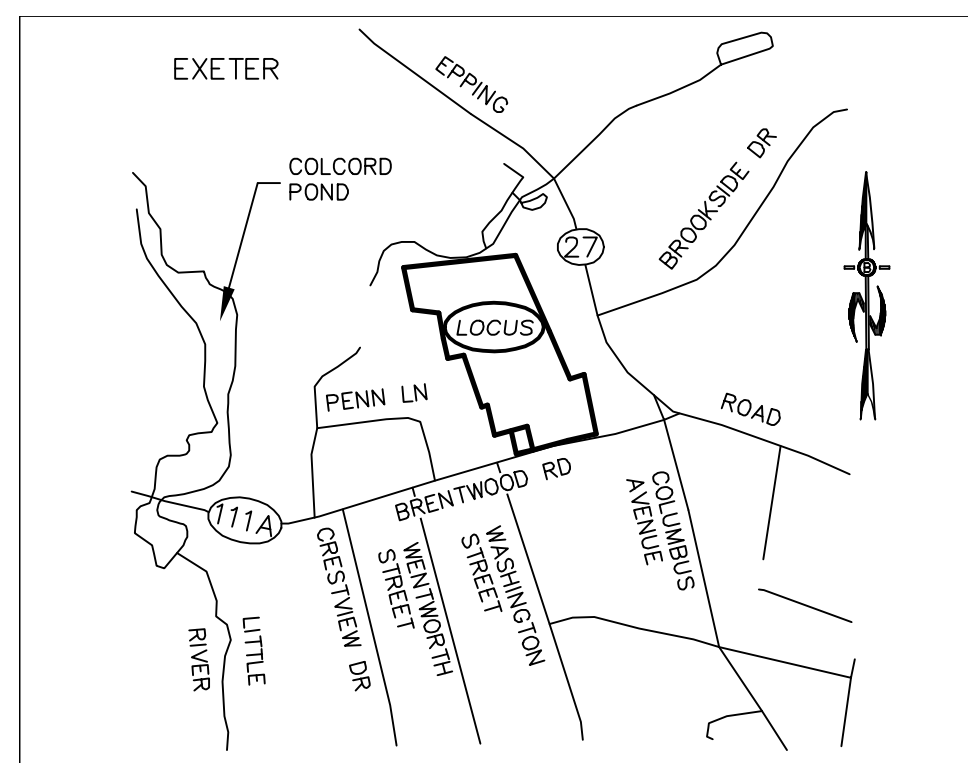 EXETER
EPPING
COLCORD
POND
BROOKSIDE DR
27
LOCUS
B
N
PENN LN
ROAD
BRENTWOOD RD
111A
COLUMBUS
AVENUE
CRESTVIEW DR
WENTWORTH
STREET
WASHINGTON
STREET
LITTLE
RIVER